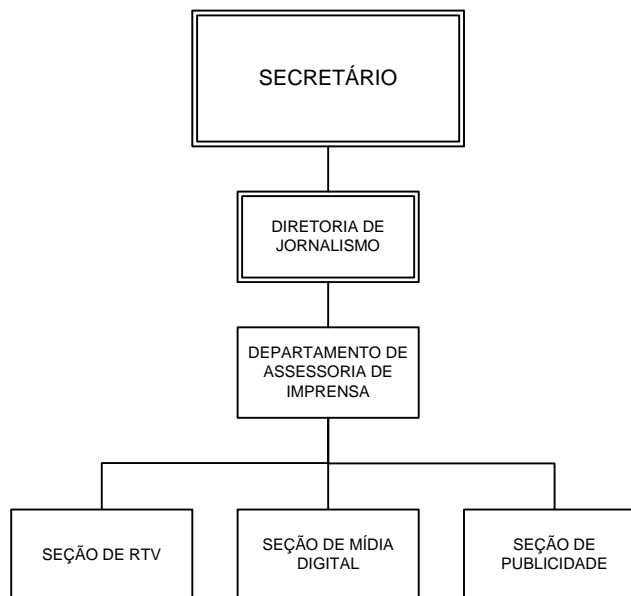 SECRETÁRIO
DIRETORIA DE
JORNALISMO
DEPARTAMENTO DE
ASSESSORIA DE
IMPRENSA
SEÇÃO DE RTV
SEÇÃO DE MÍDIA
DIGITAL
SEÇÃO DE
PUBLICIDADE